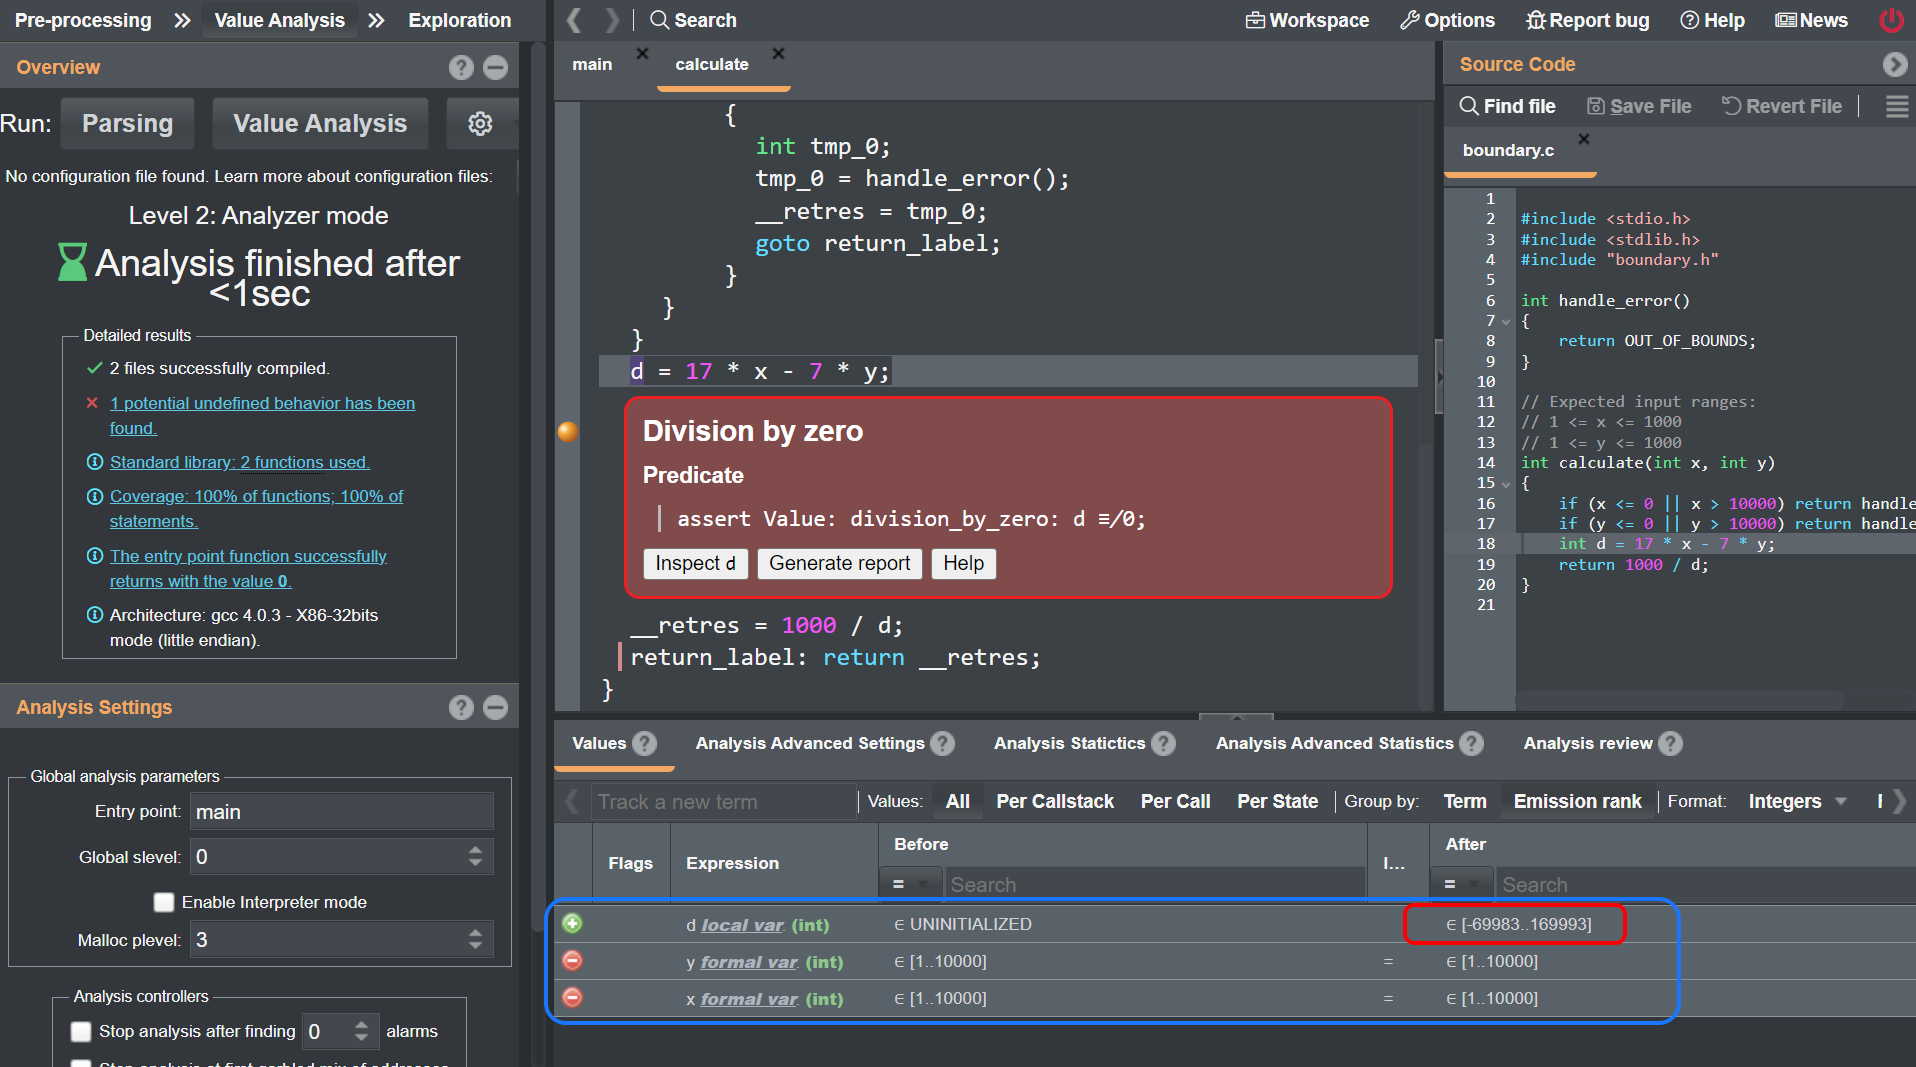 Pre-processing » Value Analysis » Exploration
Search
Workspace Options Report bug Help News
Overview
Run: Parsing Value Analysis
No configuration file found. Learn more about configuration files:
Level 2: Analyzer mode
Analysis finished after
<1sec
Detailed results
2 files successfully compiled.
1 potential undefined behavior has been
found.
Standard library: 2 functions used.
Coverage: 100% of functions; 100% of
statements.
The entry point function successfully
returns with the value 0.
Architecture: gcc 4.0.3 - X86-32bits
mode (little endian).
Analysis Settings
Global analysis parameters
Entry point: main
Global slevel: 0
Enable Interpreter mode
Malloc plevel: 3
Analysis controllers
Stop analysis after finding 0 alarms
main calculate
{
int tmp_0;
tmp_0 = handle_error();
__retres = tmp_0;
goto return_label;
}
}
}
d = 17 * x - 7 * y;
Division by zero
Predicate
assert Value: division_by_zero: d ≡/0;
Inspect d Generate report Help
__retres = 1000 / d;
return_label: return __retres;
}
Source Code
Find file Save File Revert File
boundary.c
1
2 #include <stdio.h>
3 #include <stdlib.h>
4 #include "boundary.h"
5
6 int handle_error()
7 {
8 return OUT_OF_BOUNDS;
9 }
10
11 // Expected input ranges:
12 // 1 <= x <= 1000
13 // 1 <= y <= 1000
14 int calculate(int x, int y)
15 {
16 if (x <= 0 || x > 10000) return handle
17 if (y <= 0 || y > 10000) return handle
18 int d = 17 * x - 7 * y;
19 return 1000 / d;
20 }
21
Values Analysis Advanced Settings Analysis Statictics Analysis Advanced Statistics Analysis review
Track a new term Values: All Per Callstack Per Call Per State Group by: Term Emission rank Format: Integers
Flags Expression Before I... After
= Search = Search
d local var. (int) ∈ UNINITIALIZED ∈ [-69983..169993]
y formal var. (int) ∈ [1..10000] = ∈ [1..10000]
x formal var. (int) ∈ [1..10000] = ∈ [1..10000]